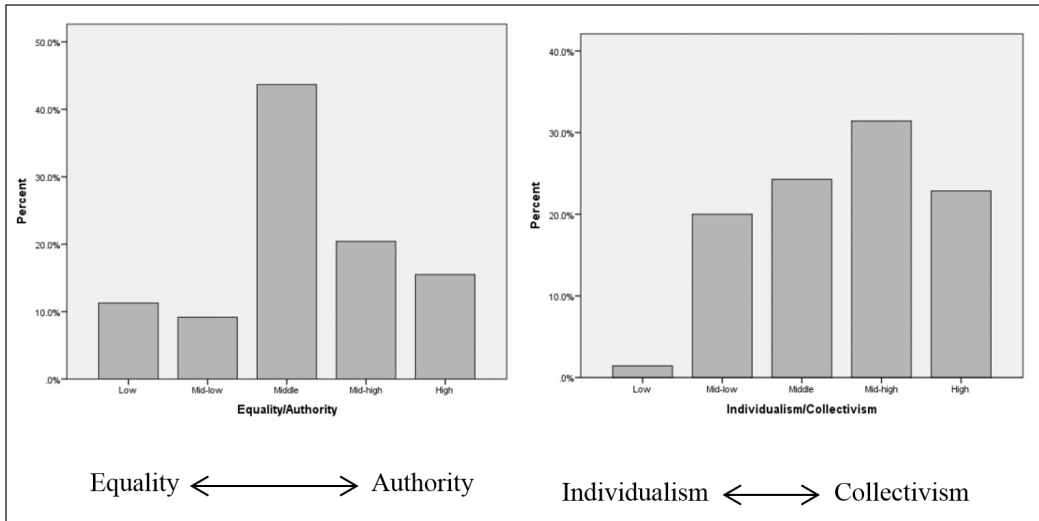 50.0%
40.0%
30.0%
20.0%
10.0%
.0%
Percent
Low Mid-low Middle Mid-high High
Equality/Authority
40.0%
30.0%
20.0%
10.0%
.0%
Percent
Low Mid-low Middle Mid-high High
Individualism/Collectivism
Equality Authority
Individualism Collectivism